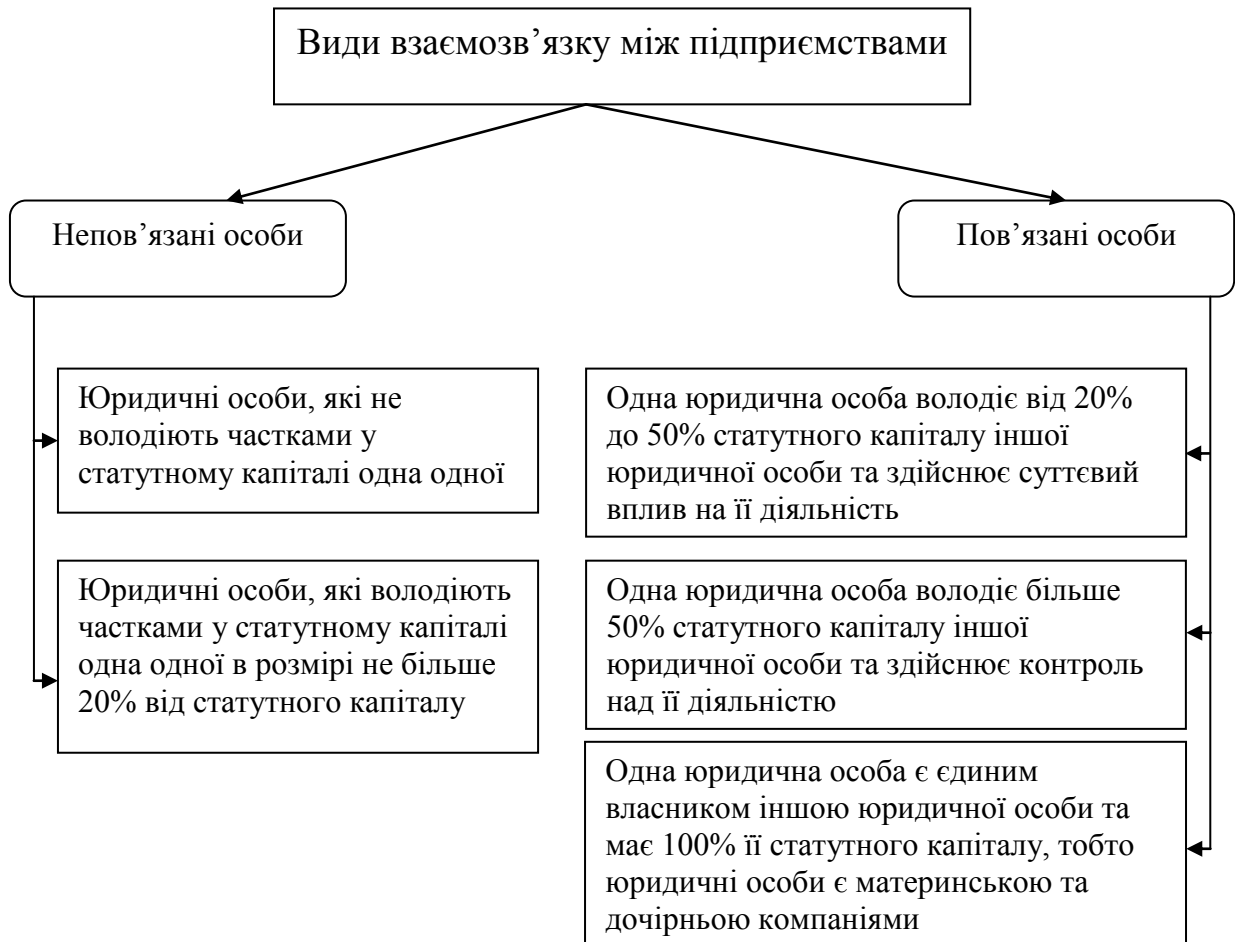 Види взаємозв’язку між підприємствами
Непов’язані особи
Пов’язані особи
Юридичні особи, які не
володіють частками у
статутному капіталі одна одної
Юридичні особи, які володіють
частками у статутному капіталі
одна одної в розмірі не більше
20% від статутного капіталу
Одна юридична особа володіє від 20%
до 50% статутного капіталу іншої
юридичної особи та здійснює суттєвий
вплив на її діяльність
Одна юридична особа володіє більше
50% статутного капіталу іншої
юридичної особи та здійснює контроль
над її діяльністю
Одна юридична особа є єдиним
власником іншою юридичної особи та
має 100% її статутного капіталу, тобто
юридичні особи є материнською та
дочірньою компаніями